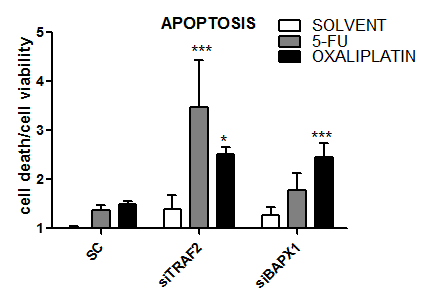 APOPTOSIS
SOLVENT
5-FU
OXALIPLATIN
cell death/cell viability
5
4
3
2
1
***
*
***
SC
siTRAF2
siBAPX1